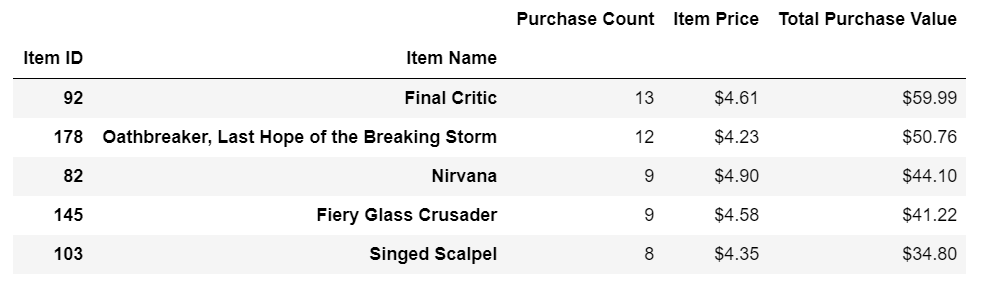 Purchase Count Item Price Total Purchase Value
Item ID Item Name
92 Final Critic 13 $4.61 $59.99
178 Oathbreaker, Last Hope of the Breaking Storm 12 $4.23 $50.76
82 Nirvana 9 $4.90 $44.10
145 Fiery Glass Crusader 9 $4.58 $41.22
103 Singed Scalpel 8 $4.35 $34.80